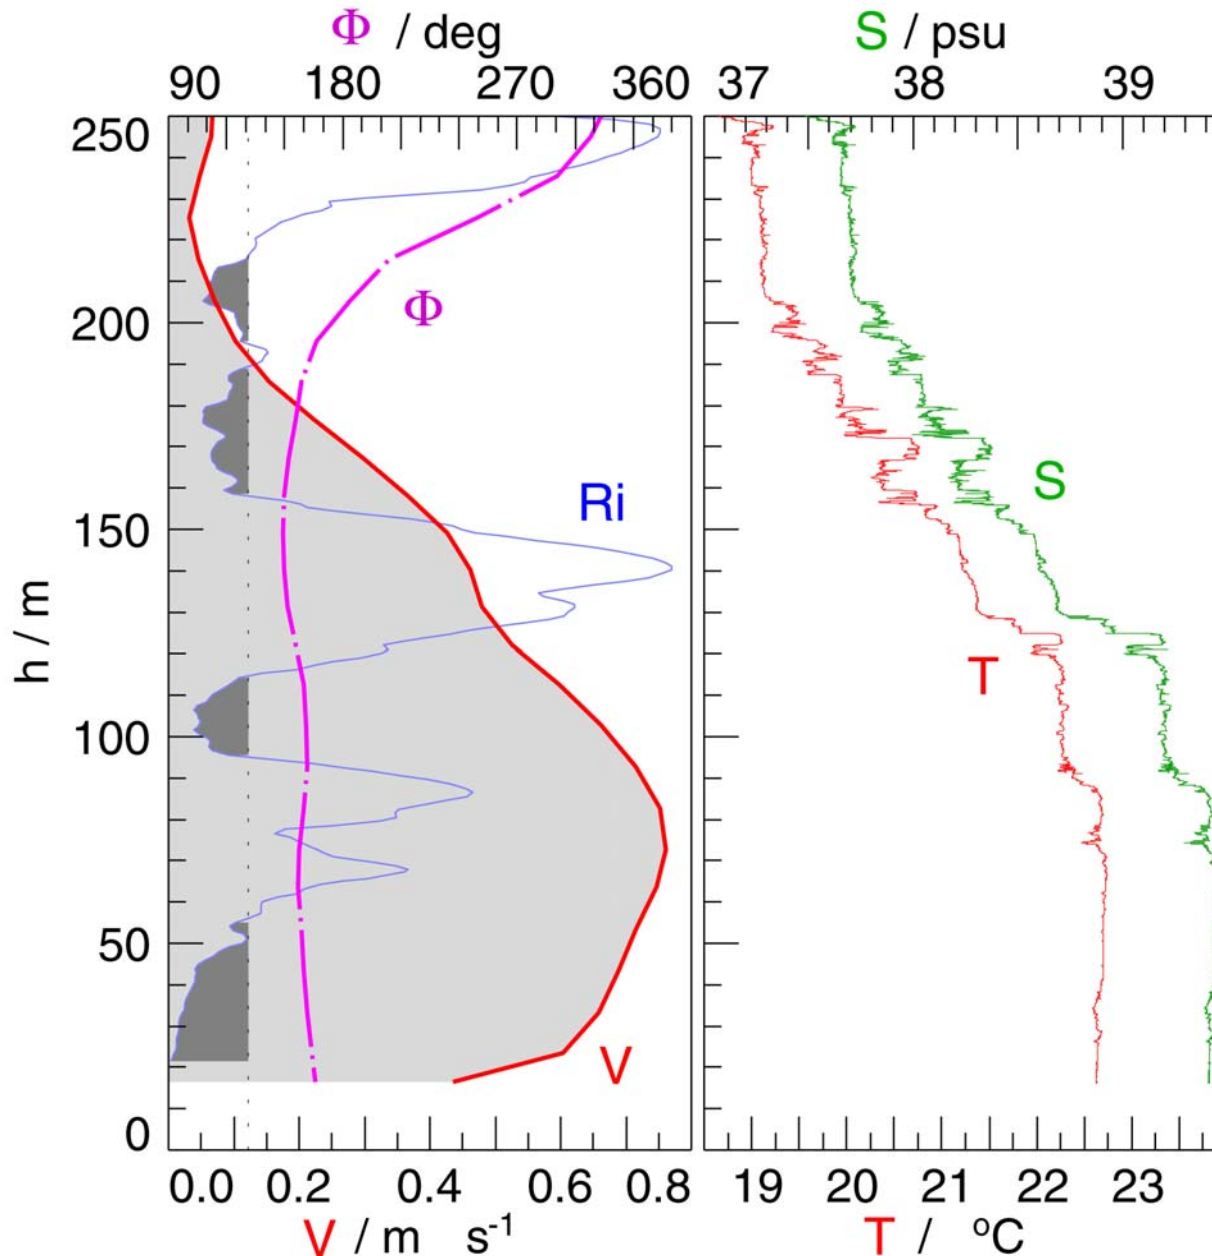 Φ / deg
S / psu
90 180 270 360
37 38 39
250
200
150
100
50
0
h / m
Φ
Ri
V
S
T
0.0 0.2 0.4 0.6 0.8
19 20 21 22 23
V / m s⁻¹
T / °C